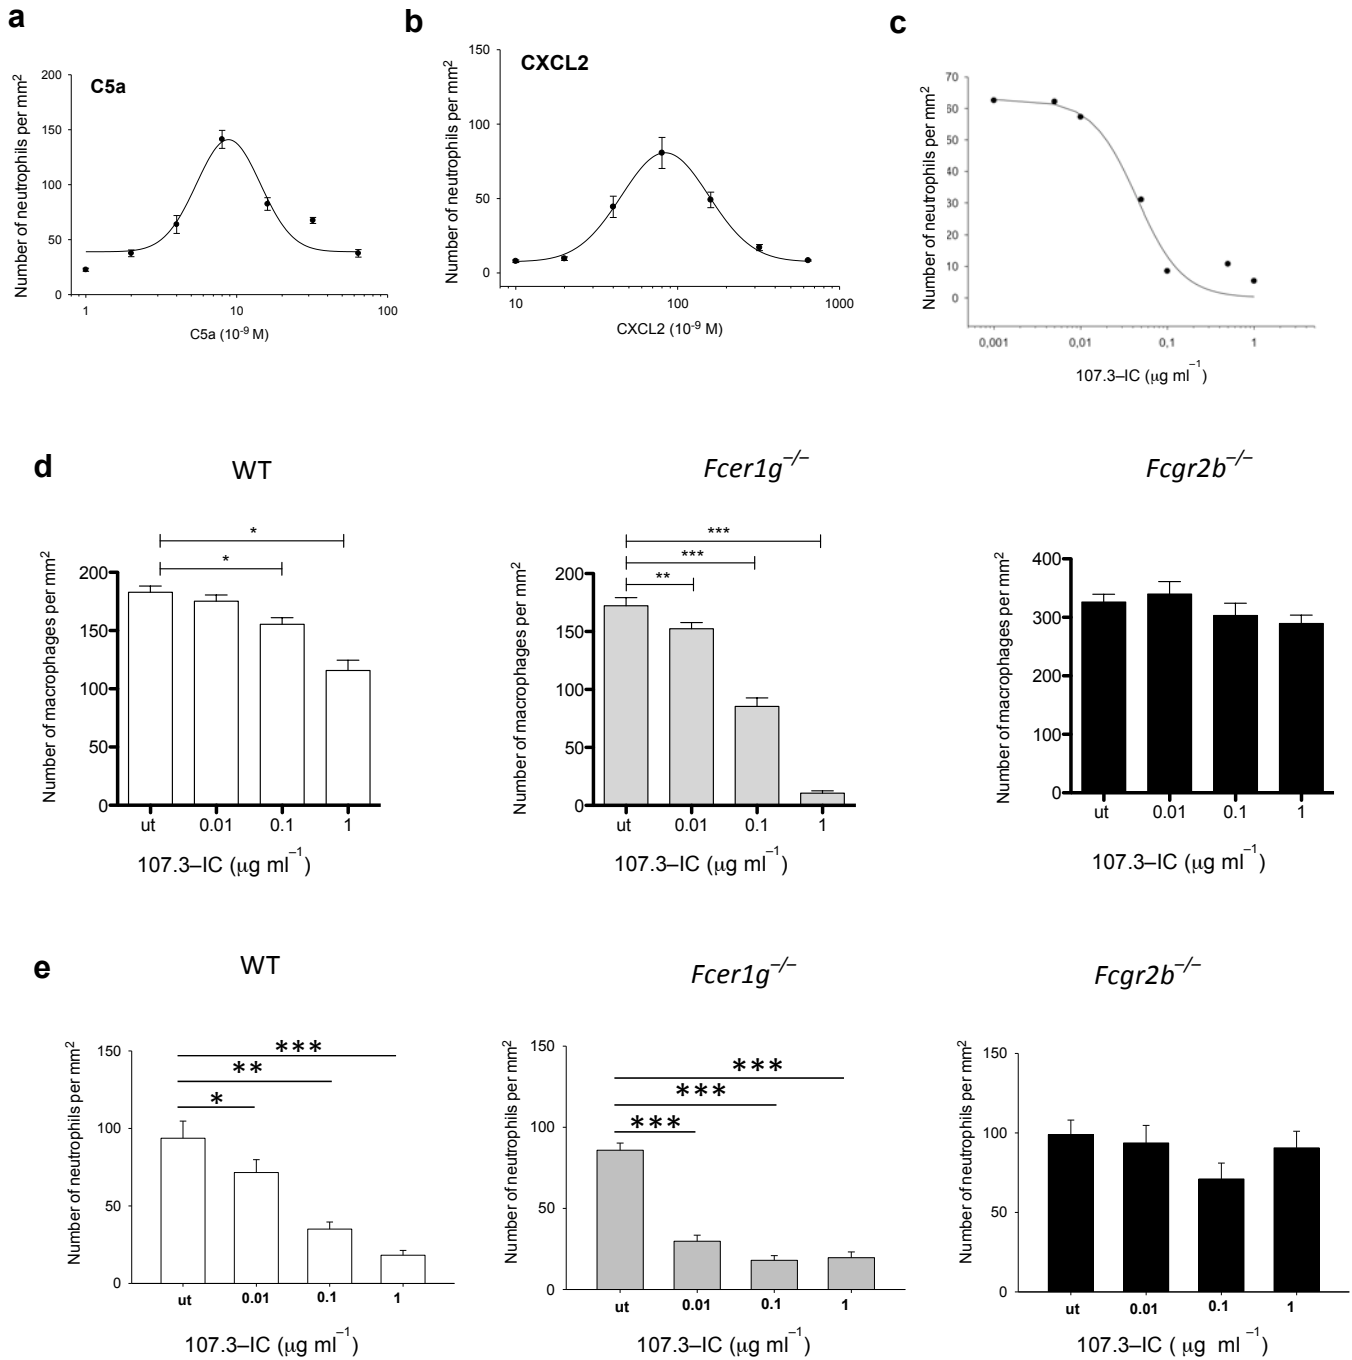 a
b
c
C5a
Number of neutrophils per mm²
200
150
100
50
0
1
10
100
C5a (10⁻⁹ M)
CXCL2
Number of neutrophils per mm²
150
100
50
0
10
100
1000
CXCL2 (10⁻⁹ M)
Number of neutrophils per mm²
70
60
50
40
30
20
10
0
0,001
0,01
0,1
1
107.3–IC (μg ml⁻¹)
d
WT
Number of macrophages per mm²
*
*
200
150
100
50
0
ut
0.01
0.1
1
107.3–IC (μg ml⁻¹)
Fcer1g⁻/⁻
Number of macrophages per mm²
***
***
**
200
150
100
50
0
ut
0.01
0.1
1
107.3–IC (μg ml⁻¹)
Fcgr2b⁻/⁻
Number of macrophages per mm²
400
300
200
100
0
ut
0.01
0.1
1
107.3–IC (μg ml⁻¹)
e
WT
Number of neutrophils per mm²
***
**
*
150
100
50
0
ut
0.01
0.1
1
107.3–IC (μg ml⁻¹)
Fcer1g⁻/⁻
Number of neutrophils per mm²
***
***
***
150
100
50
0
ut
0.01
0.1
1
107.3–IC (μg ml⁻¹)
Fcgr2b⁻/⁻
Number of neutrophils per mm²
150
100
50
0
ut
0.01
0.1
1
107.3–IC ( μg ml⁻¹)